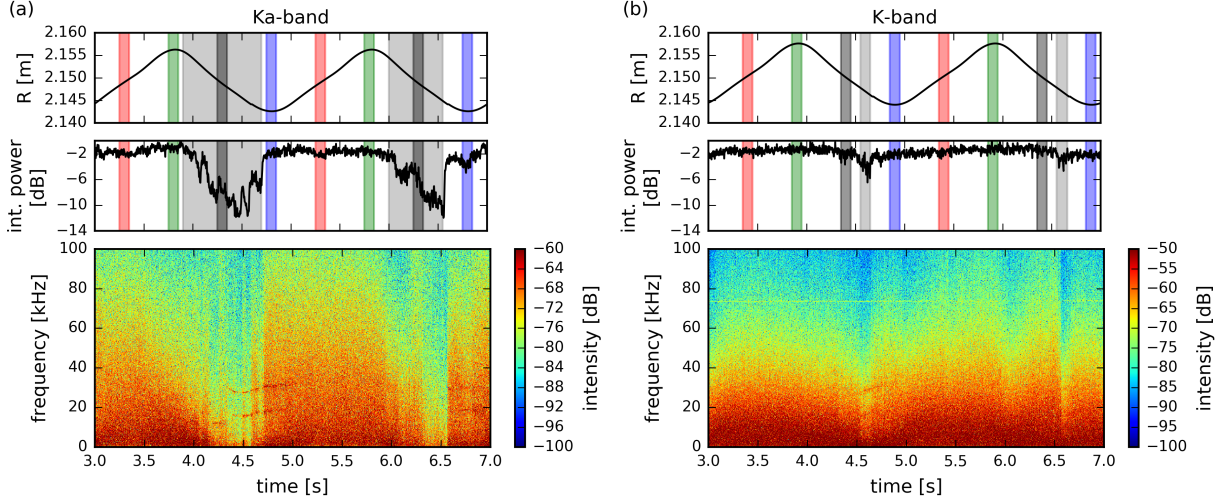 (a)
Ka-band
R [m]
2.160
2.155
2.150
2.145
2.140
int. power
[dB]
−2
−6
−10
−14
frequency [kHz]
100
80
60
40
20
0
3.0 3.5 4.0 4.5 5.0 5.5 6.0 6.5 7.0
time [s]
−60
−64
−68
−72
−76
−80
−84
−88
−92
−96
−100
intensity [dB]
(b)
K-band
R [m]
2.160
2.155
2.150
2.145
2.140
int. power
[dB]
−2
−6
−10
−14
frequency [kHz]
100
80
60
40
20
0
3.0 3.5 4.0 4.5 5.0 5.5 6.0 6.5 7.0
time [s]
−50
−55
−60
−65
−70
−75
−80
−85
−90
−95
−100
intensity [dB]